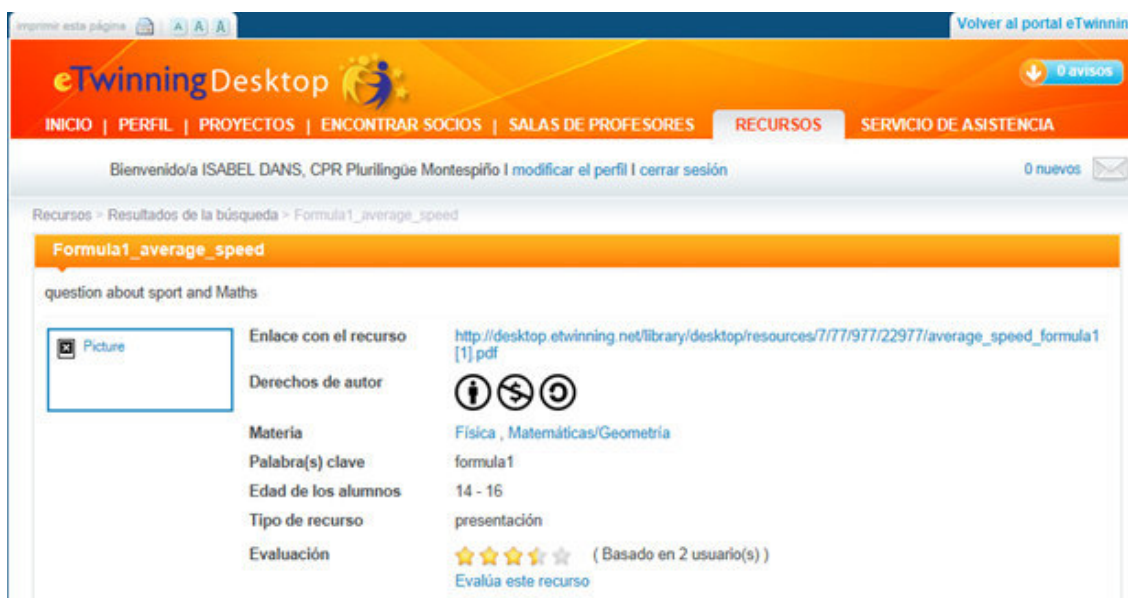 imprimir esta página A A A
Volver al portal eTwinnin
eTwinning Desktop
0 avisos
INICIO | PERFIL | PROYECTOS | ENCONTRAR SOCIOS | SALAS DE PROFESORES RECURSOS SERVICIO DE ASISTENCIA
Bienvenido/a ISABEL DANS, CPR Plurilingüe Montespiño I modificar el perfil I cerrar sesión 0 nuevos
Recursos > Resultados de la búsqueda > Formula1_average_speed
Formula1_average_speed
question about sport and Maths
Picture
Enlace con el recurso http://desktop.etwinning.net/library/desktop/resources/7/77/977/22977/average_speed_formula1
[1].pdf
Derechos de autor
Materia Física , Matemáticas/Geometría
Palabra(s) clave formula1
Edad de los alumnos 14 - 16
Tipo de recurso presentación
Evaluación ( Basado en 2 usuario(s) )
Evalúa este recurso